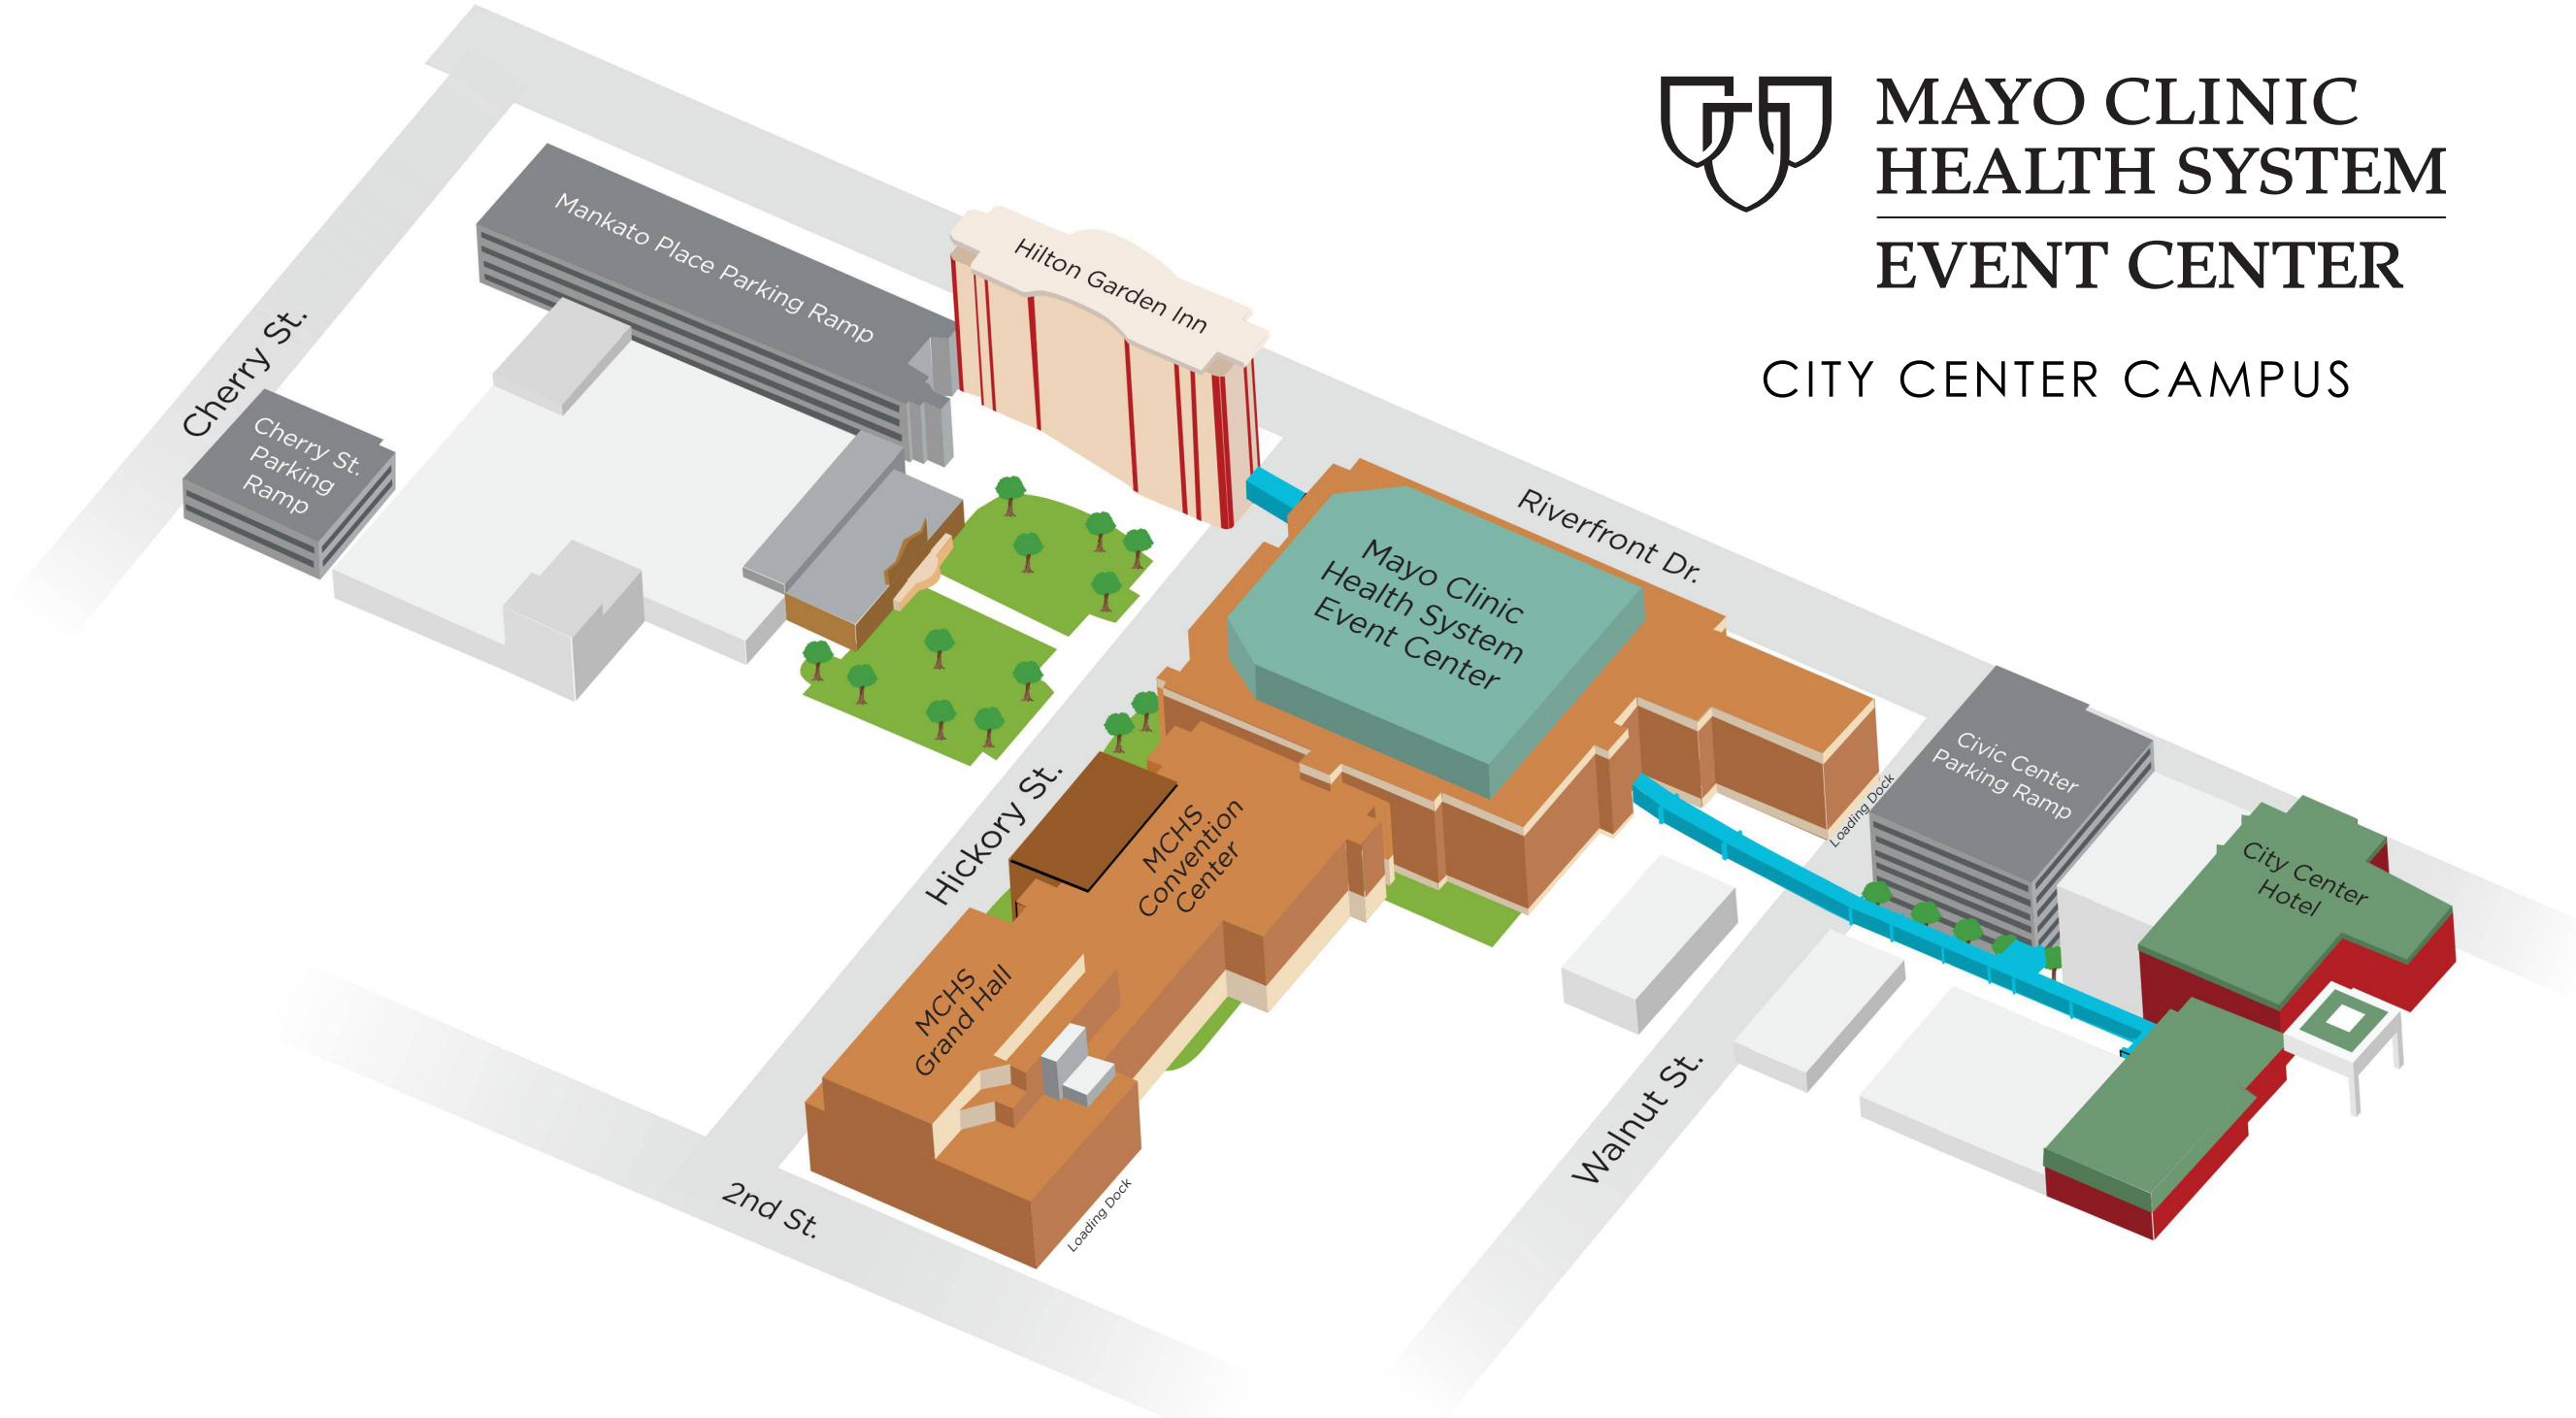 MAYO CLINIC
HEALTH SYSTEM
EVENT CENTER
CITY CENTER CAMPUS
Mankato Place Parking Ramp
Hilton Garden Inn
Cherry St.
Cherry St.
Parking
Ramp
Riverfront Dr.
Mayo Clinic
Health System
Event Center
Civic Center
Parking Ramp
Loading Dock
City Center
Hotel
Hickory St.
MCHS
Convention
Center
MCHS
Grand Hall
Walnut St.
2nd St.
Loading Dock